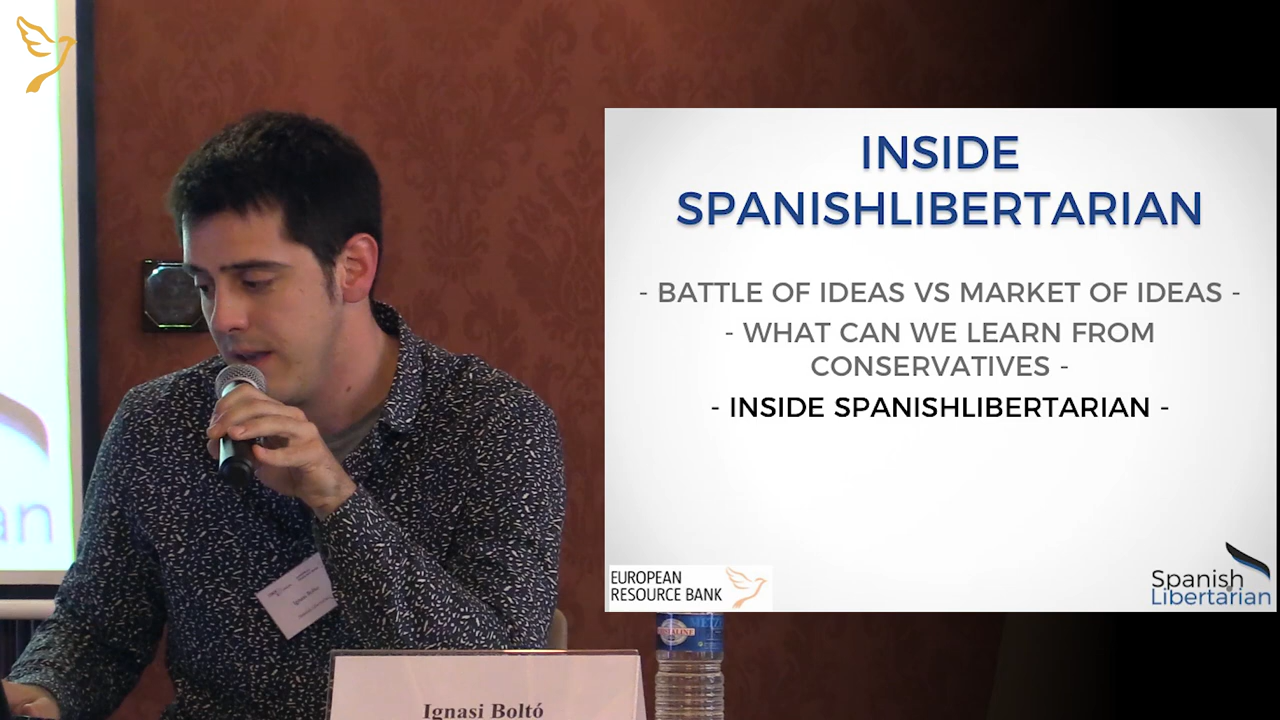 INSIDE
SPANISHLIBERTARIAN
- BATTLE OF IDEAS VS MARKET OF IDEAS -
- WHAT CAN WE LEARN FROM
CONSERVATIVES -
- INSIDE SPANISHLIBERTARIAN -
EUROPEAN
RESOURCE BANK
Spanish
Libertarian
an
Ignasi Boltó